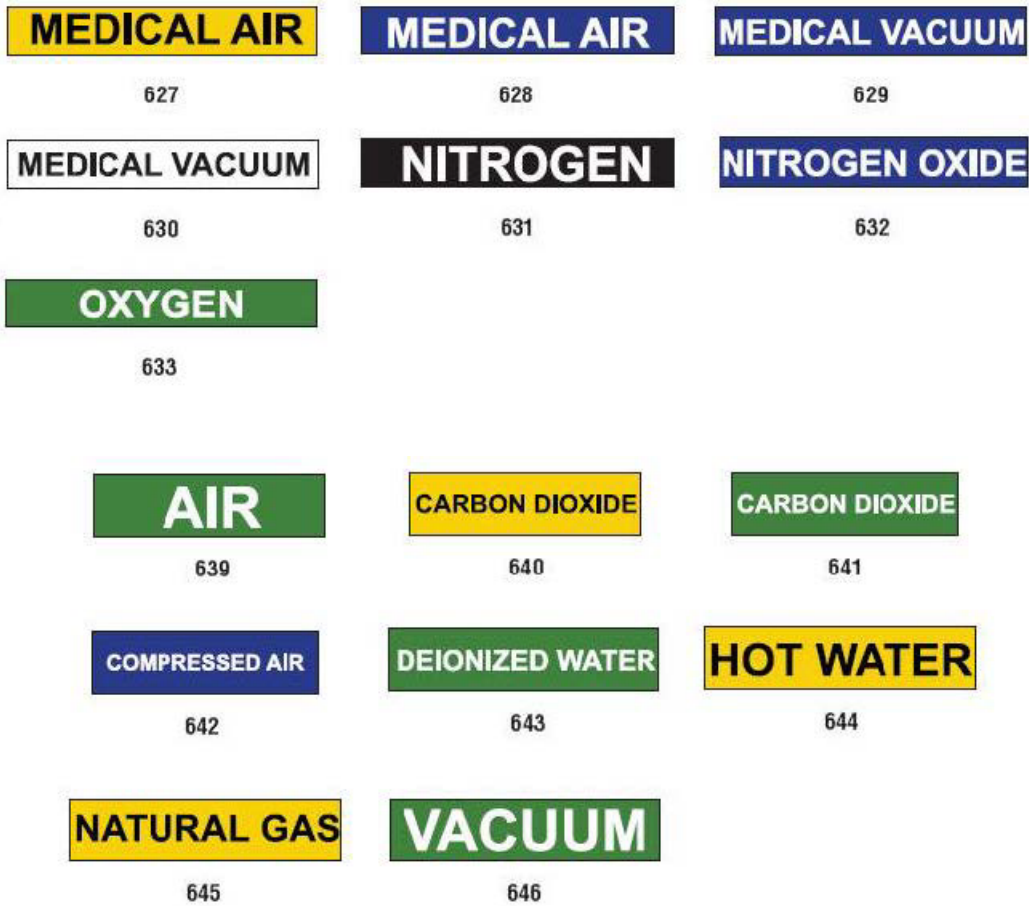 MEDICAL AIR MEDICAL AIR MEDICAL VACUUM
627 628 629
MEDICAL VACUUM NITROGEN NITROGEN OXIDE
630 631 632
OXYGEN
633
AIR CARBON DIOXIDE CARBON DIOXIDE
639 640 641
COMPRESSED AIR DEIONIZED WATER HOT WATER
642 643 644
NATURAL GAS VACUUM
645 646